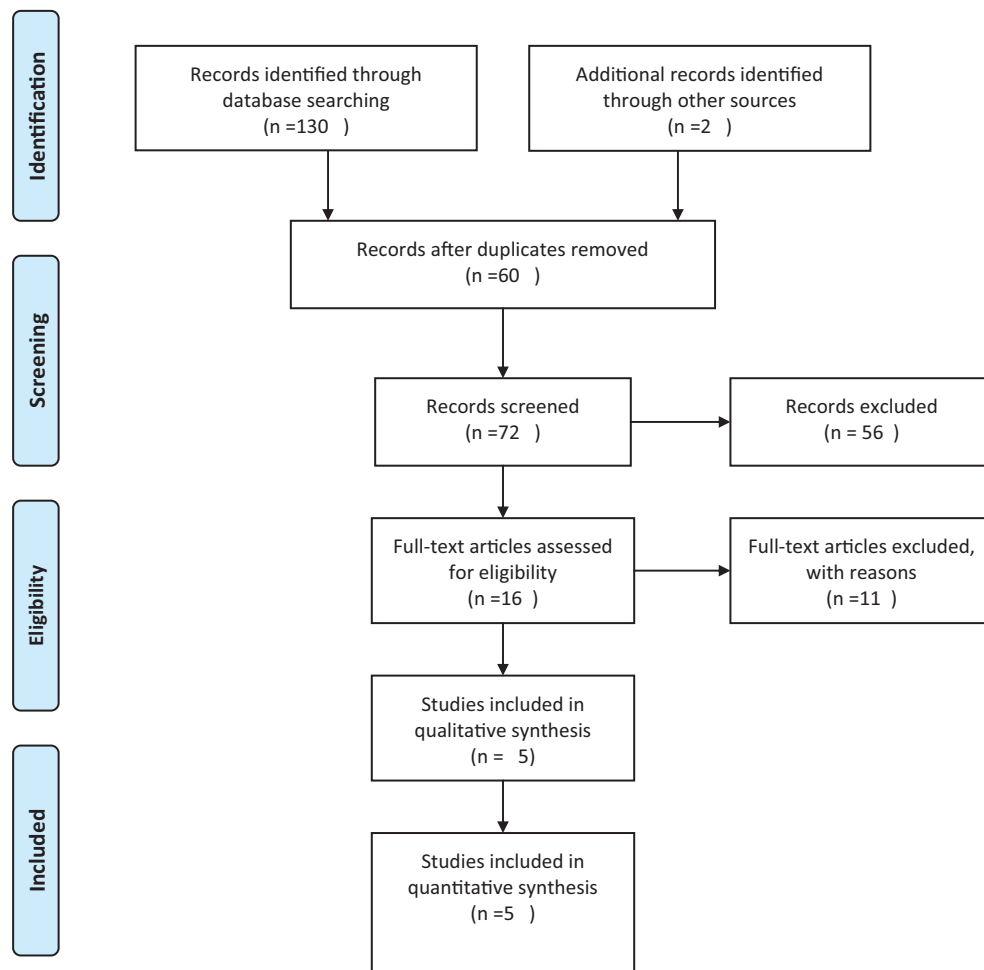 Identification
Records identified through
database searching
(n =130 )
Additional records identified
through other sources
(n =2 )
Records after duplicates removed
(n =60 )
Screening
Records screened
(n =72 )
Records excluded
(n = 56 )
Eligibility
Full-text articles assessed
for eligibility
(n =16 )
Full-text articles excluded,
with reasons
(n =11 )
Studies included in
qualitative synthesis
(n = 5)
Included
Studies included in
quantitative synthesis
(n =5 )